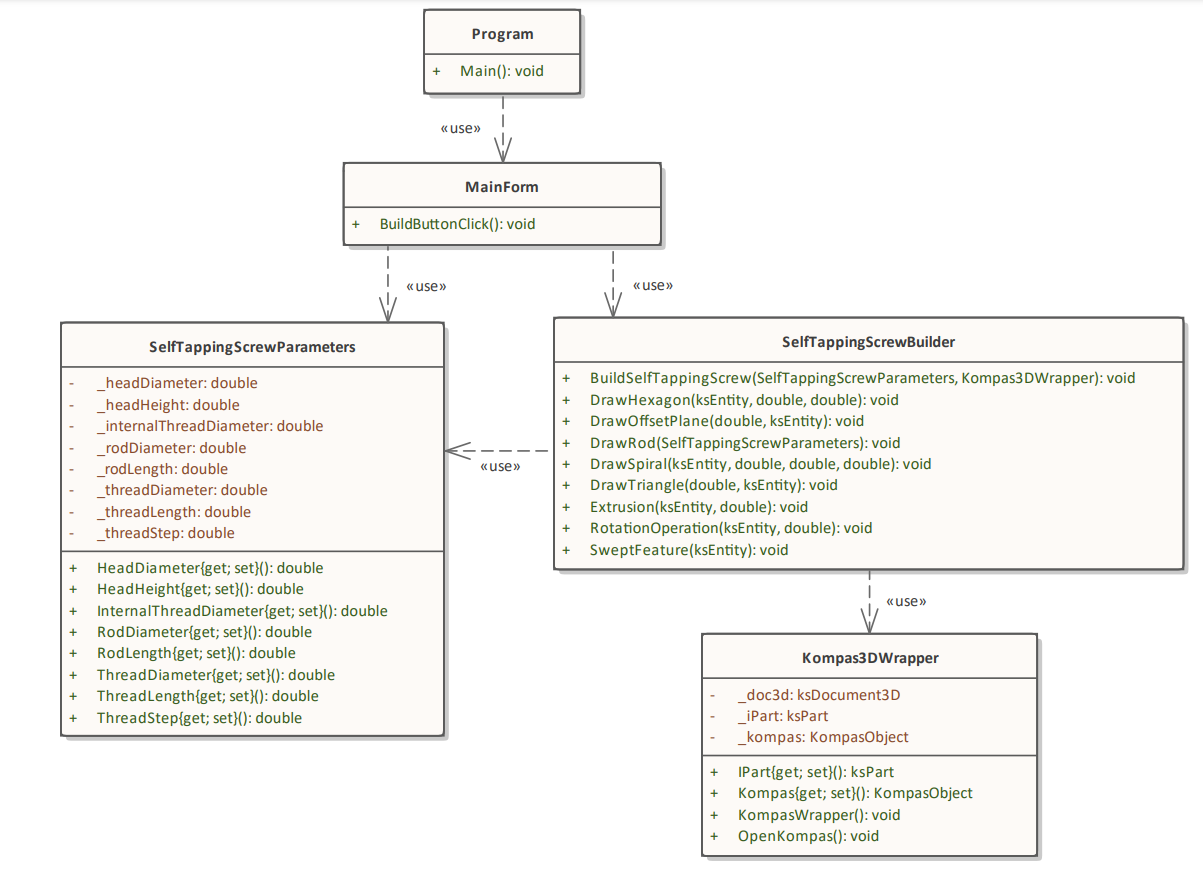 Program
+ Main(): void
«use»
MainForm
+ BuildButtonClick(): void
«use»
«use»
SelfTappingScrewParameters
- _headDiameter: double
- _headHeight: double
- _internalThreadDiameter: double
- _rodDiameter: double
- _rodLength: double
- _threadDiameter: double
- _threadLength: double
- _threadStep: double
+ HeadDiameter{get; set}(): double
+ HeadHeight{get; set}(): double
+ InternalThreadDiameter{get; set}(): double
+ RodDiameter{get; set}(): double
+ RodLength{get; set}(): double
+ ThreadDiameter{get; set}(): double
+ ThreadLength{get; set}(): double
+ ThreadStep{get; set}(): double
«use»
SelfTappingScrewBuilder
+ BuildSelfTappingScrew(SelfTappingScrewParameters, Kompas3DWrapper): void
+ DrawHexagon(ksEntity, double, double): void
+ DrawOffsetPlane(double, ksEntity): void
+ DrawRod(SelfTappingScrewParameters): void
+ DrawSpiral(ksEntity, double, double, double): void
+ DrawTriangle(double, ksEntity): void
+ Extrusion(ksEntity, double): void
+ RotationOperation(ksEntity, double): void
+ SweptFeature(ksEntity): void
«use»
Kompas3DWrapper
- _doc3d: ksDocument3D
- _iPart: ksPart
- _kompas: KompasObject
+ IPart{get; set}(): ksPart
+ Kompas{get; set}(): KompasObject
+ KompasWrapper(): void
+ OpenKompas(): void